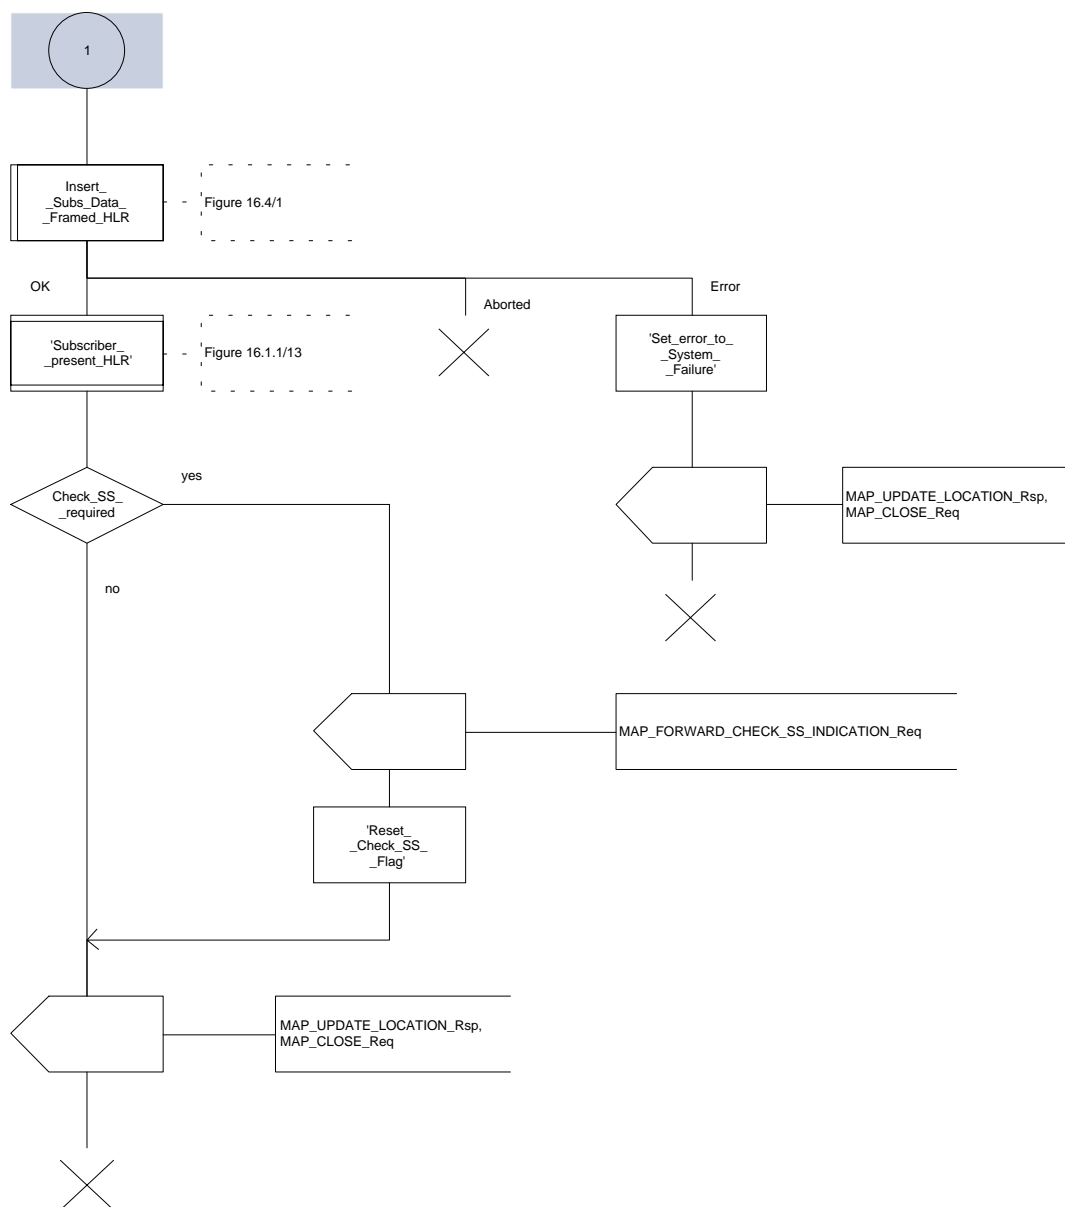 1
Insert_
_Subs_Data_
_Framed_HLR
Figure 16.4/1
OK
Aborted
Error
'Subscriber_
_present_HLR'
Figure 16.1.1/13
'Set_error_to_
_System_
_Failure'
Check_SS_
_required
yes
no
MAP_UPDATE_LOCATION_Rsp,
MAP_CLOSE_Req
MAP_FORWARD_CHECK_SS_INDICATION_Req
'Reset_
_Check_SS_
_Flag'
MAP_UPDATE_LOCATION_Rsp,
MAP_CLOSE_Req